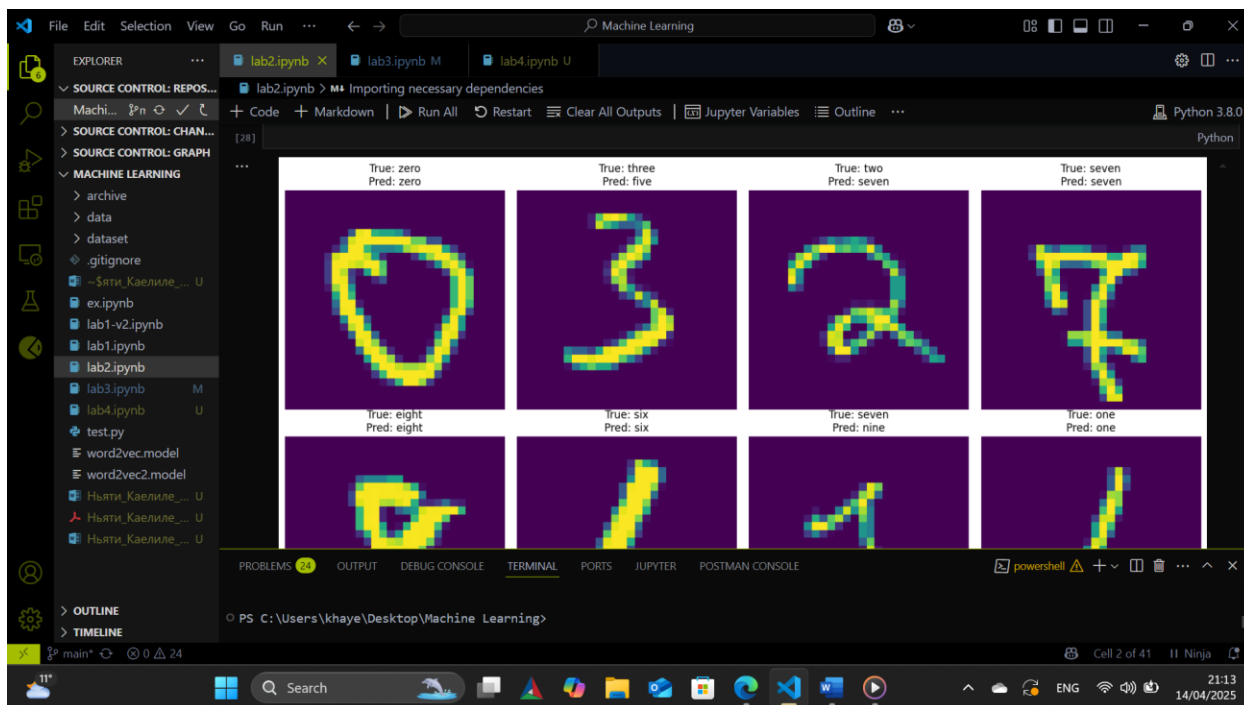 File Edit Selection View Go Run ··· Machine Learning
EXPLORER ···
SOURCE CONTROL: REPOS...
Machi...
SOURCE CONTROL: CHAN...
SOURCE CONTROL: GRAPH
MACHINE LEARNING
archive
data
dataset
.gitignore
~$яти_Каелиле_... U
ex.ipynb
lab1-v2.ipynb
lab1.ipynb
lab2.ipynb
lab3.ipynb M
lab4.ipynb U
test.py
word2vec.model
word2vec2.model
Ньяти_Каелиле_... U
Ньяти_Каелиле_... U
Ньяти_Каелиле_... U
OUTLINE
TIMELINE
lab2.ipynb lab3.ipynb M lab4.ipynb U
lab2.ipynb > M↓ Importing necessary dependencies
+ Code + Markdown | Run All Restart Clear All Outputs | Jupyter Variables Outline ··· Python 3.8.0
[28] Python
True: zero True: three True: two True: seven
Pred: zero Pred: five Pred: seven Pred: seven
True: eight True: six True: seven True: one
Pred: eight Pred: six Pred: nine Pred: one
PROBLEMS 24 OUTPUT DEBUG CONSOLE TERMINAL PORTS JUPYTER POSTMAN CONSOLE powershell
PS C:\Users\khaye\Desktop\Machine Learning>
main* 0 24 Cell 2 of 41 Ninja
11° Search ENG 21:13
14/04/2025